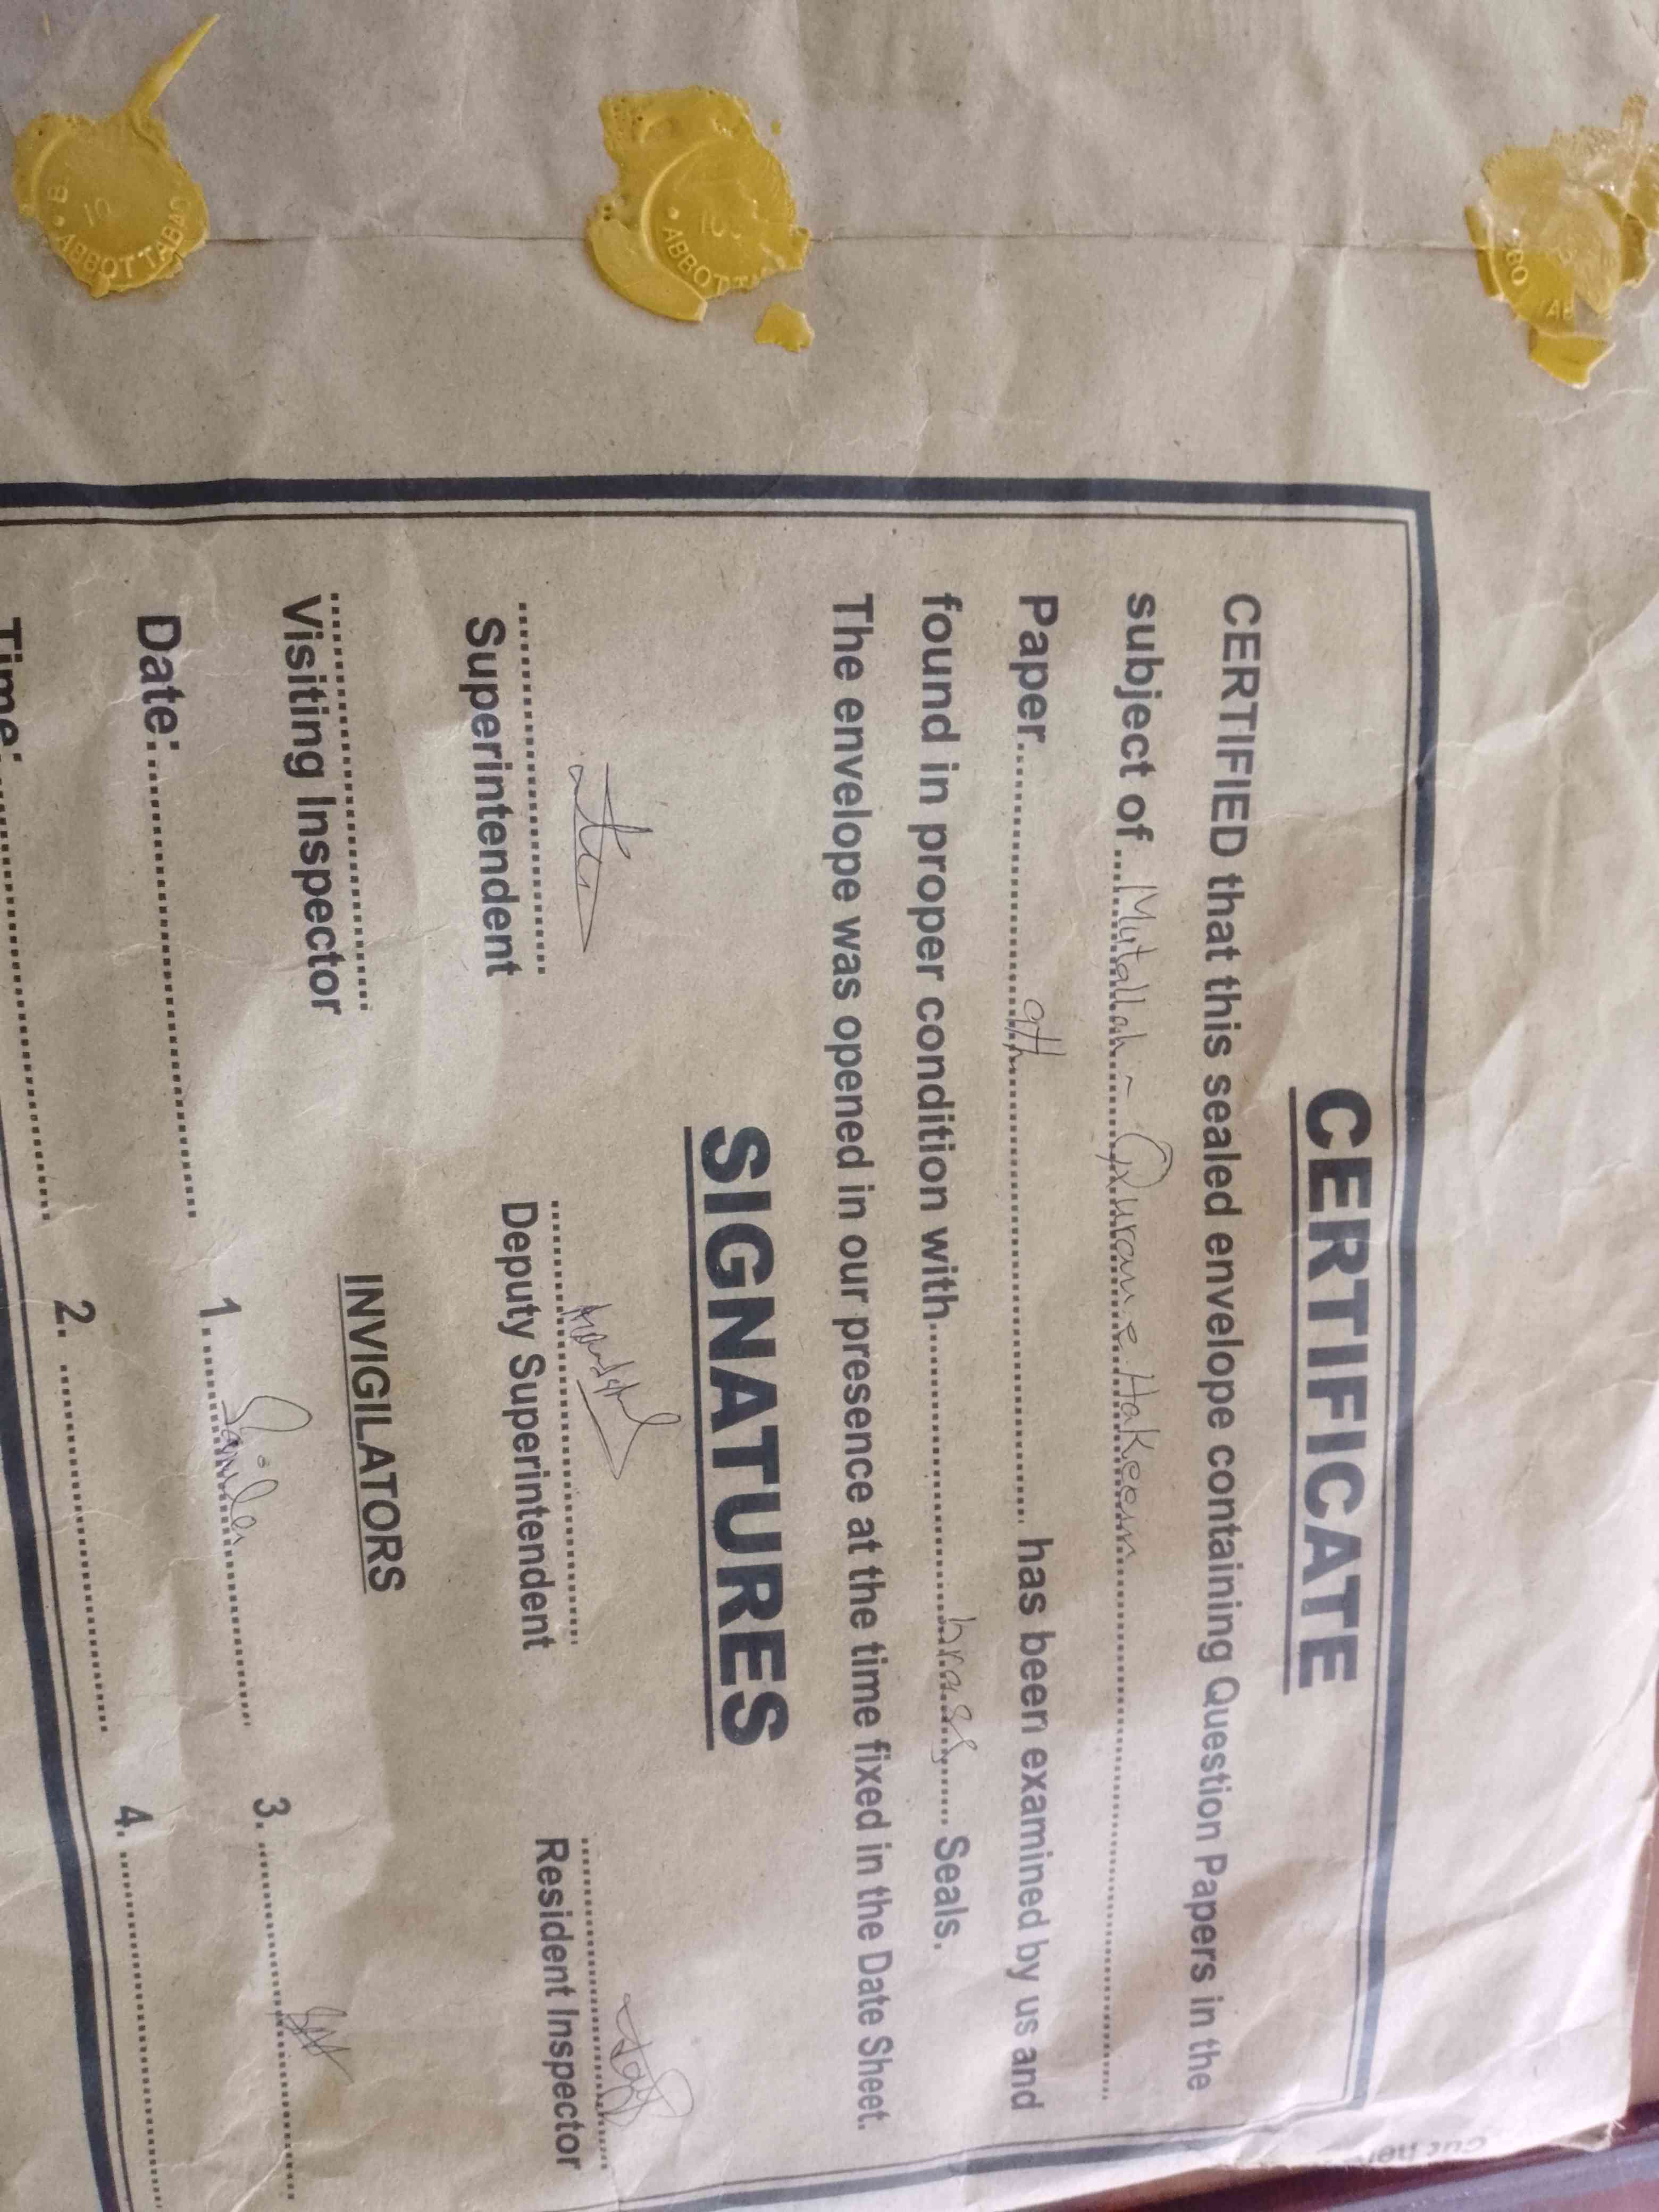 CERTIFICATE
CERTIFIED that this sealed envelope containing Question Papers in the
subject of Mutallah - Qurane Hakeem
Paper 9th has been examined by us and
found in proper condition with brass Seals.
The envelope was opened in our presence at the time fixed in the Date Sheet.
SIGNATURES
Superintendent
Deputy Superintendent
Resident Inspector
Visiting Inspector
INVIGILATORS
Date:
1.
3.
Time:
2.
4.
B. ABBOTTABAD
ABBOTTA